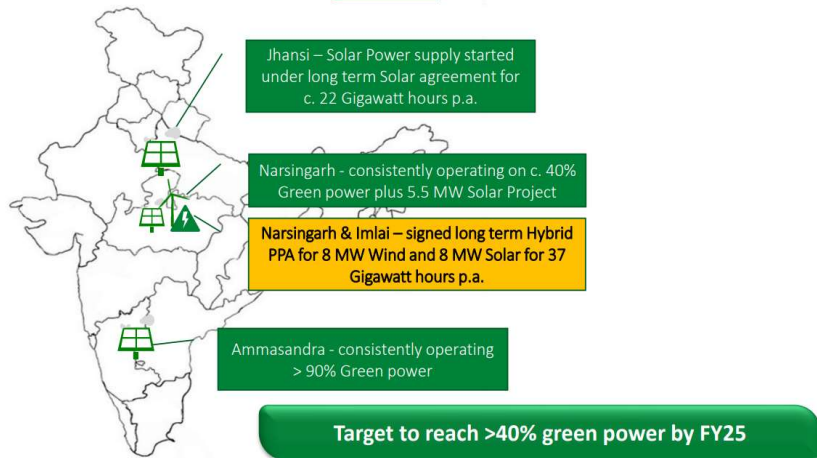 Jhansi – Solar Power supply started
under long term Solar agreement for
c. 22 Gigawatt hours p.a.
Narsingarh - consistently operating on c. 40%
Green power plus 5.5 MW Solar Project
Narsingarh & Imlai – signed long term Hybrid
PPA for 8 MW Wind and 8 MW Solar for 37
Gigawatt hours p.a.
Ammasandra - consistently operating
> 90% Green power
Target to reach >40% green power by FY25